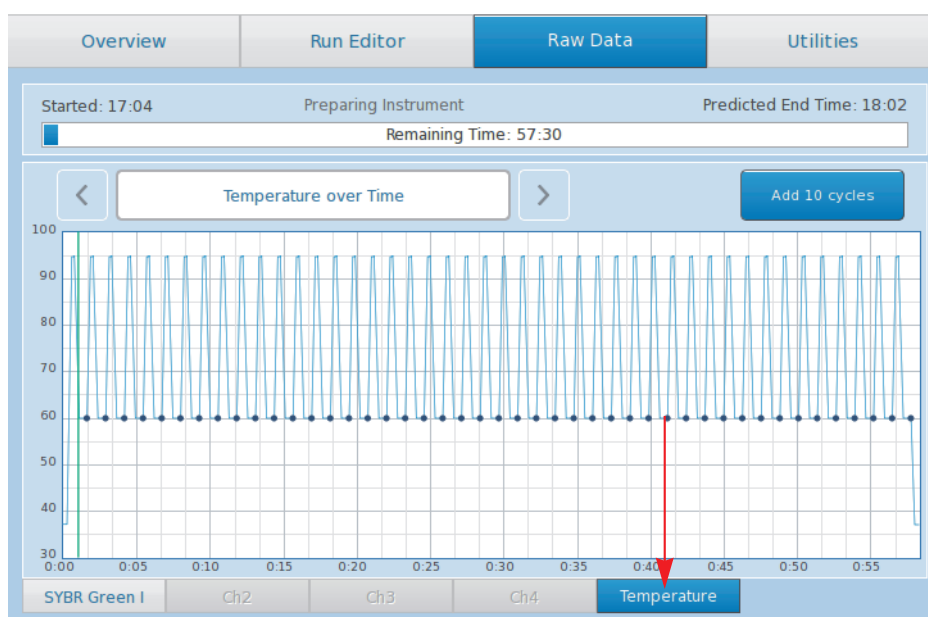 Overview Run Editor Raw Data Utilities
Started: 17:04 Preparing Instrument Predicted End Time: 18:02
Remaining Time: 57:30
Temperature over Time Add 10 cycles
100
90
80
70
60
50
40
30
0:00 0:05 0:10 0:15 0:20 0:25 0:30 0:35 0:40 0:45 0:50 0:55
SYBR Green I Ch2 Ch3 Ch4 Temperature